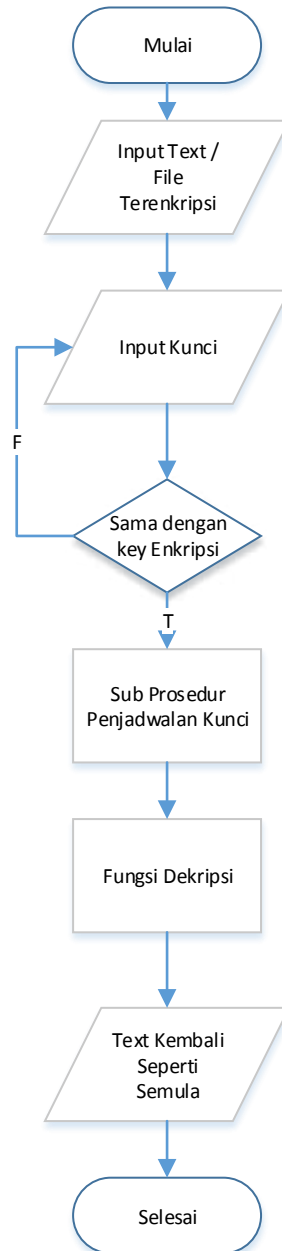 Mulai
Input Text /
File
Terenkripsi
Input Kunci
F
Sama dengan
key Enkripsi
T
Sub Prosedur
Penjadwalan Kunci
Fungsi Dekripsi
Text Kembali
Seperti
Semula
Selesai